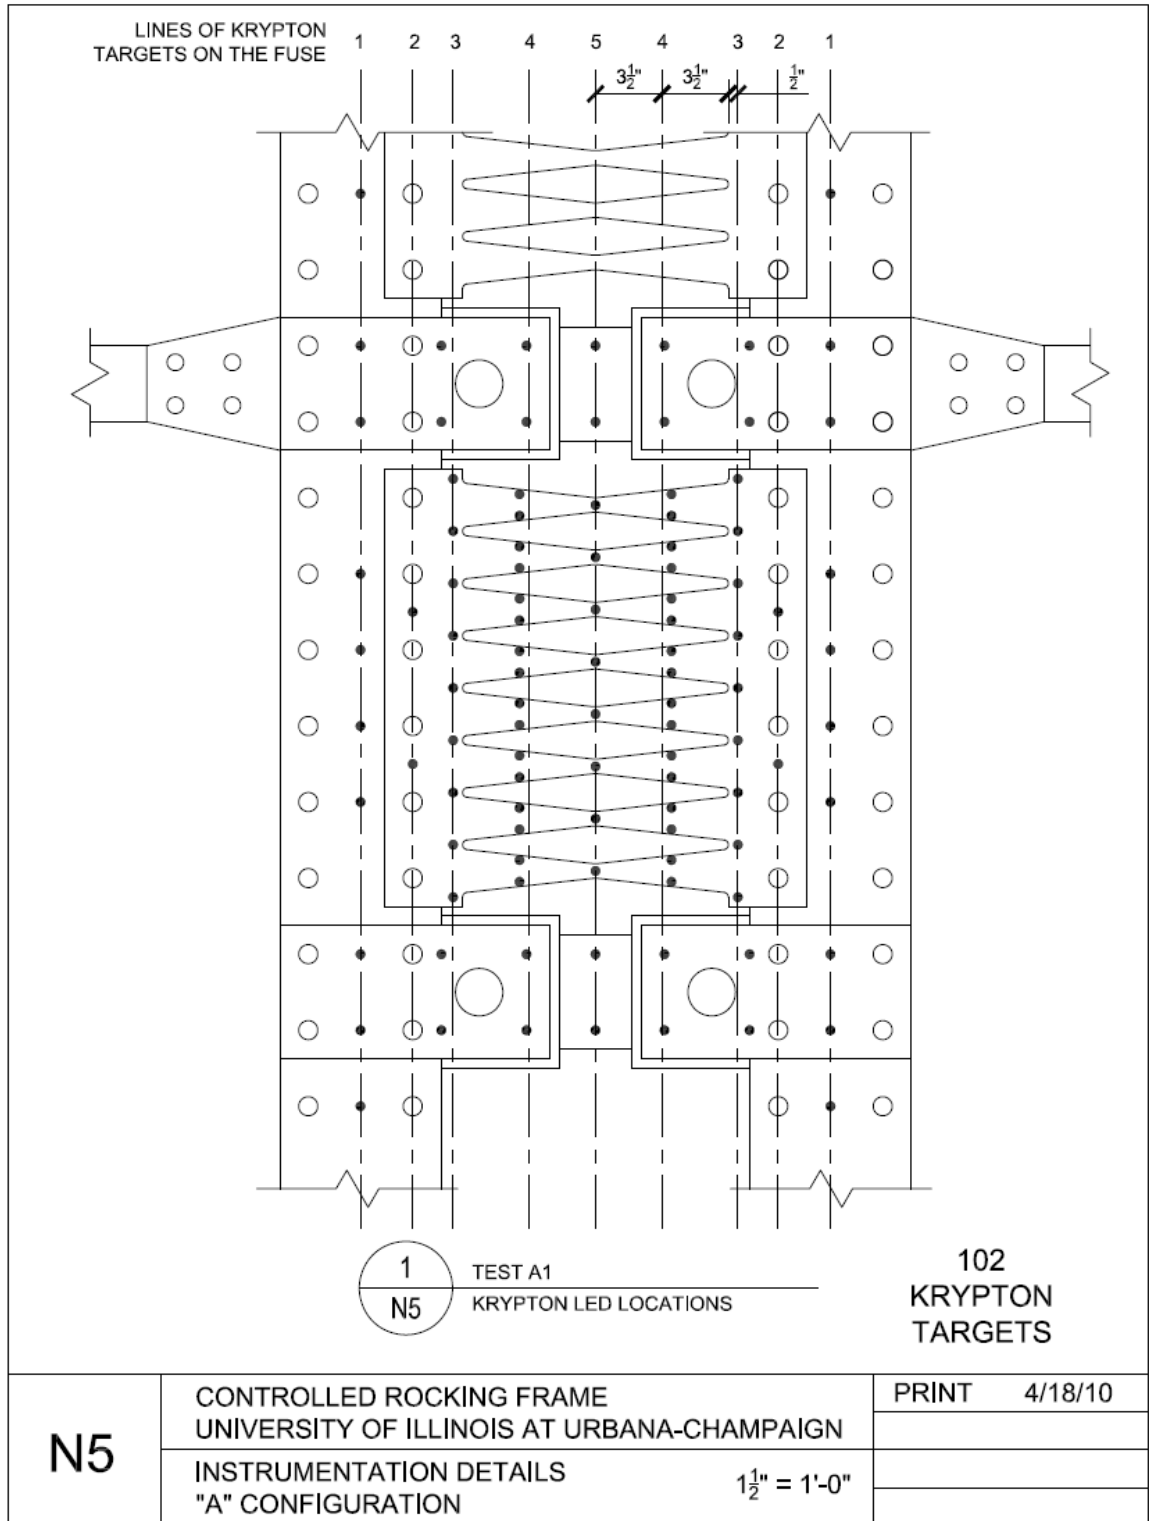 LINES OF KRYPTON
TARGETS ON THE FUSE
1 2 3 4 5 4 3 2 1
3½" 3½" ½"
1
N5
TEST A1
KRYPTON LED LOCATIONS
102
KRYPTON
TARGETS
N5
CONTROLLED ROCKING FRAME
UNIVERSITY OF ILLINOIS AT URBANA-CHAMPAIGN
INSTRUMENTATION DETAILS
"A" CONFIGURATION
1½" = 1'-0"
PRINT 4/18/10